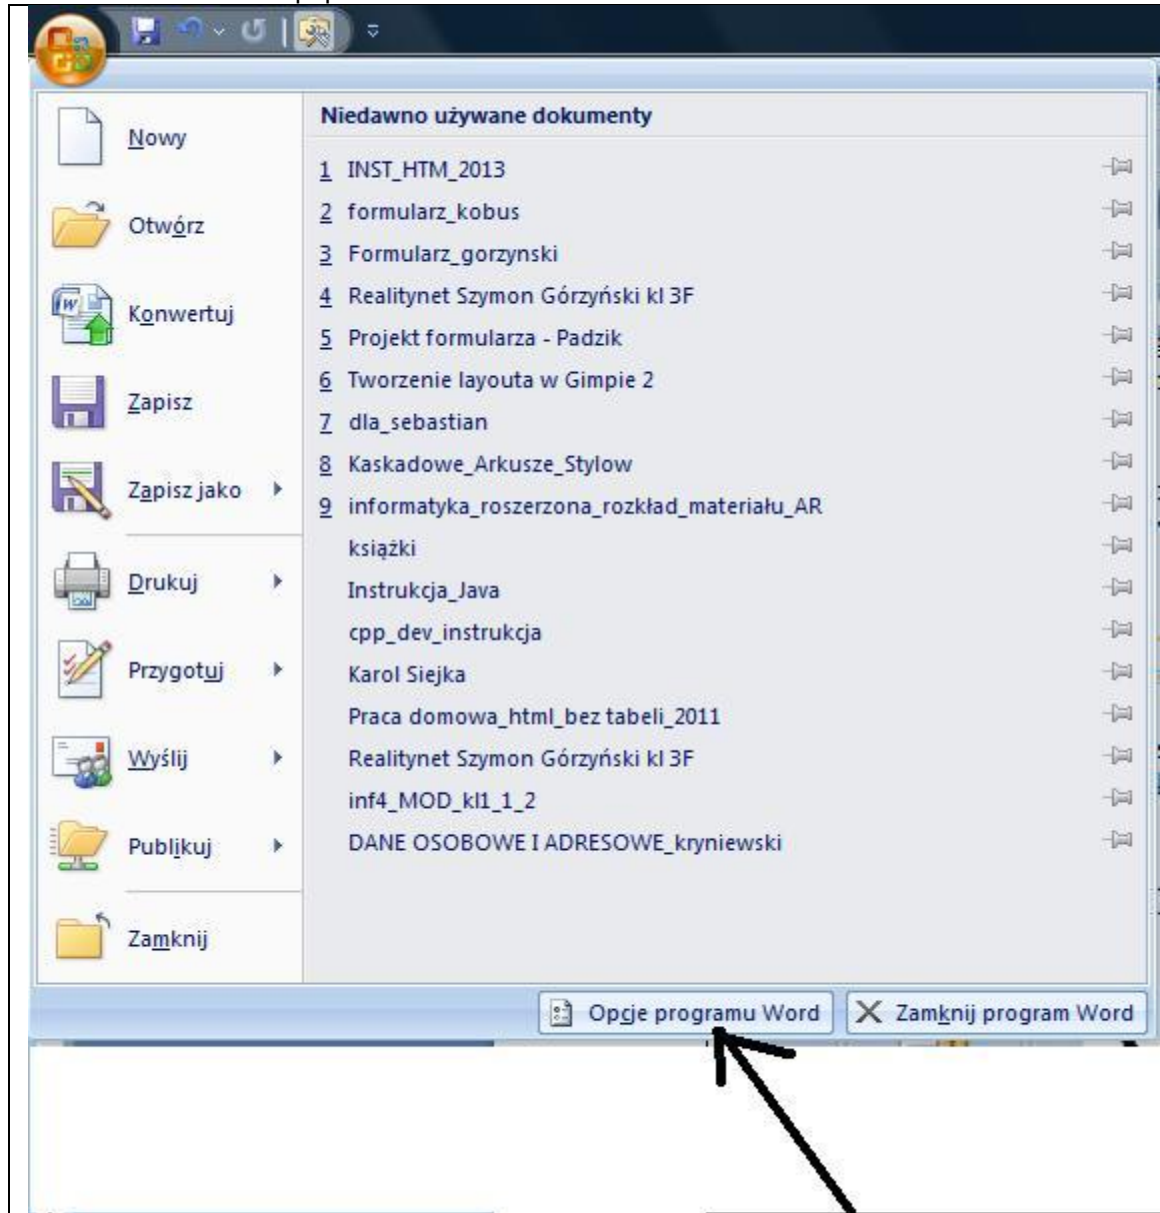 Nowy
Otwórz
Konwertuj
Zapisz
Zapisz jako
Drukuj
Przygotuj
Wyślij
Publikuj
Zamknij
Niedawno używane dokumenty
1 INST_HTM_2013
2 formularz_kobus
3 Formularz_gorzynski
4 Realitynet Szymon Górzyński kl 3F
5 Projekt formularza - Padzik
6 Tworzenie layouta w Gimpie 2
7 dla_sebastian
8 Kaskadowe_Arkusze_Stylow
9 informatyka_roszerzona_rozkład_materiału_AR
książki
Instrukcja_Java
cpp_dev_instrukcja
Karol Siejka
Praca domowa_html_bez tabeli_2011
Realitynet Szymon Górzyński kl 3F
inf4_MOD_kl1_1_2
DANE OSOBOWE I ADRESOWE_kryniewski
Opcje programu Word
Zamknij program Word